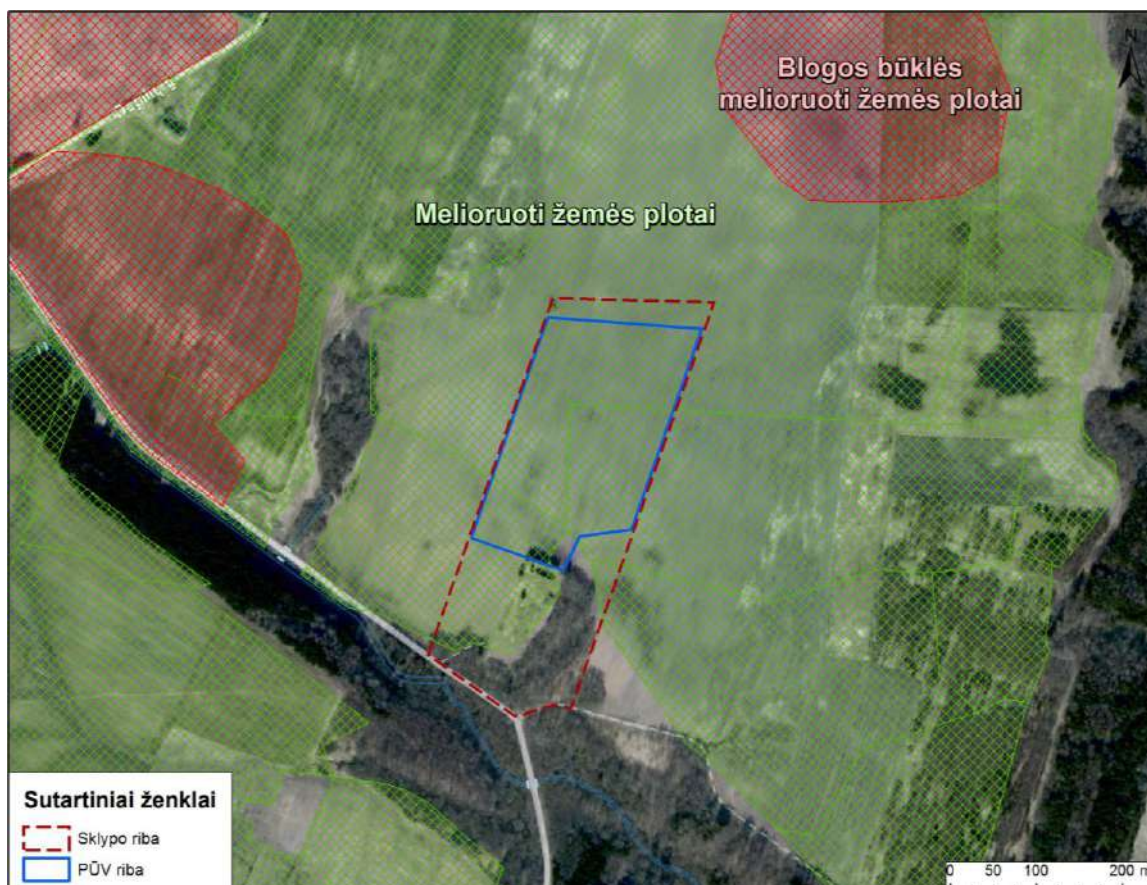 N
Blogos būklės
melioruoti žemės plotai
Melioruoti žemės plotai
Sutartiniai ženklai
Sklypo riba
PŪV riba
0 50 100 200 m